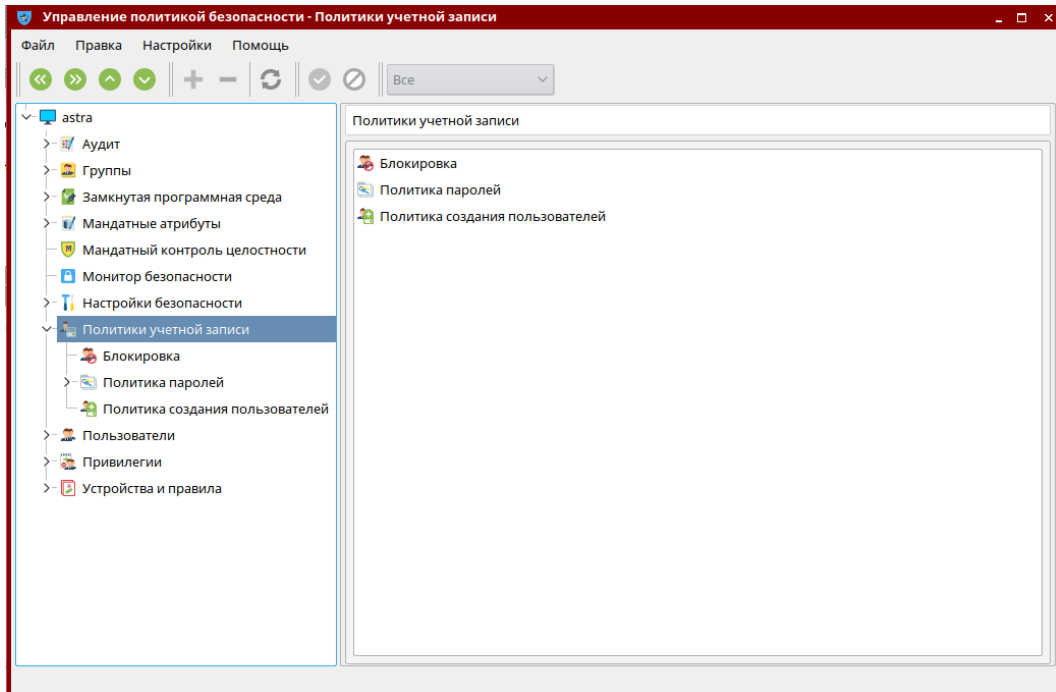 Управление политикой безопасности - Политики учетной записи
Файл Правка Настройки Помощь
Все
astra
Аудит
Группы
Замкнутая программная среда
Мандатные атрибуты
Мандатный контроль целостности
Монитор безопасности
Настройки безопасности
Политики учетной записи
Блокировка
Политика паролей
Политика создания пользователей
Пользователи
Привилегии
Устройства и правила
Политики учетной записи
Блокировка
Политика паролей
Политика создания пользователей